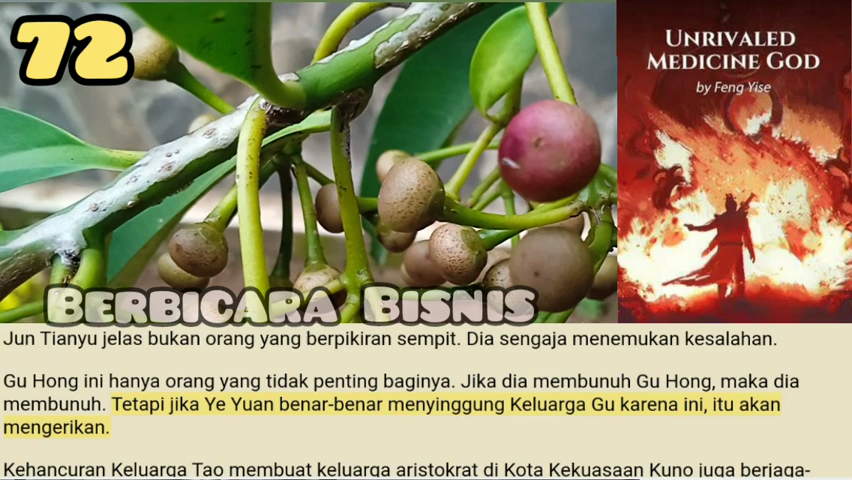 72
UNRIVALED
MEDICINE GOD
by Feng Yise
BERBICARA BISNIS
Jun Tianyu jelas bukan orang yang berpikiran sempit. Dia sengaja menemukan kesalahan.
Gu Hong ini hanya orang yang tidak penting baginya. Jika dia membunuh Gu Hong, maka dia
membunuh. Tetapi jika Ye Yuan benar-benar menyinggung Keluarga Gu karena ini, itu akan
mengerikan.
Kehancuran Keluarga Tao membuat keluarga aristokrat di Kota Kekuasaan Kuno juga berjaga-